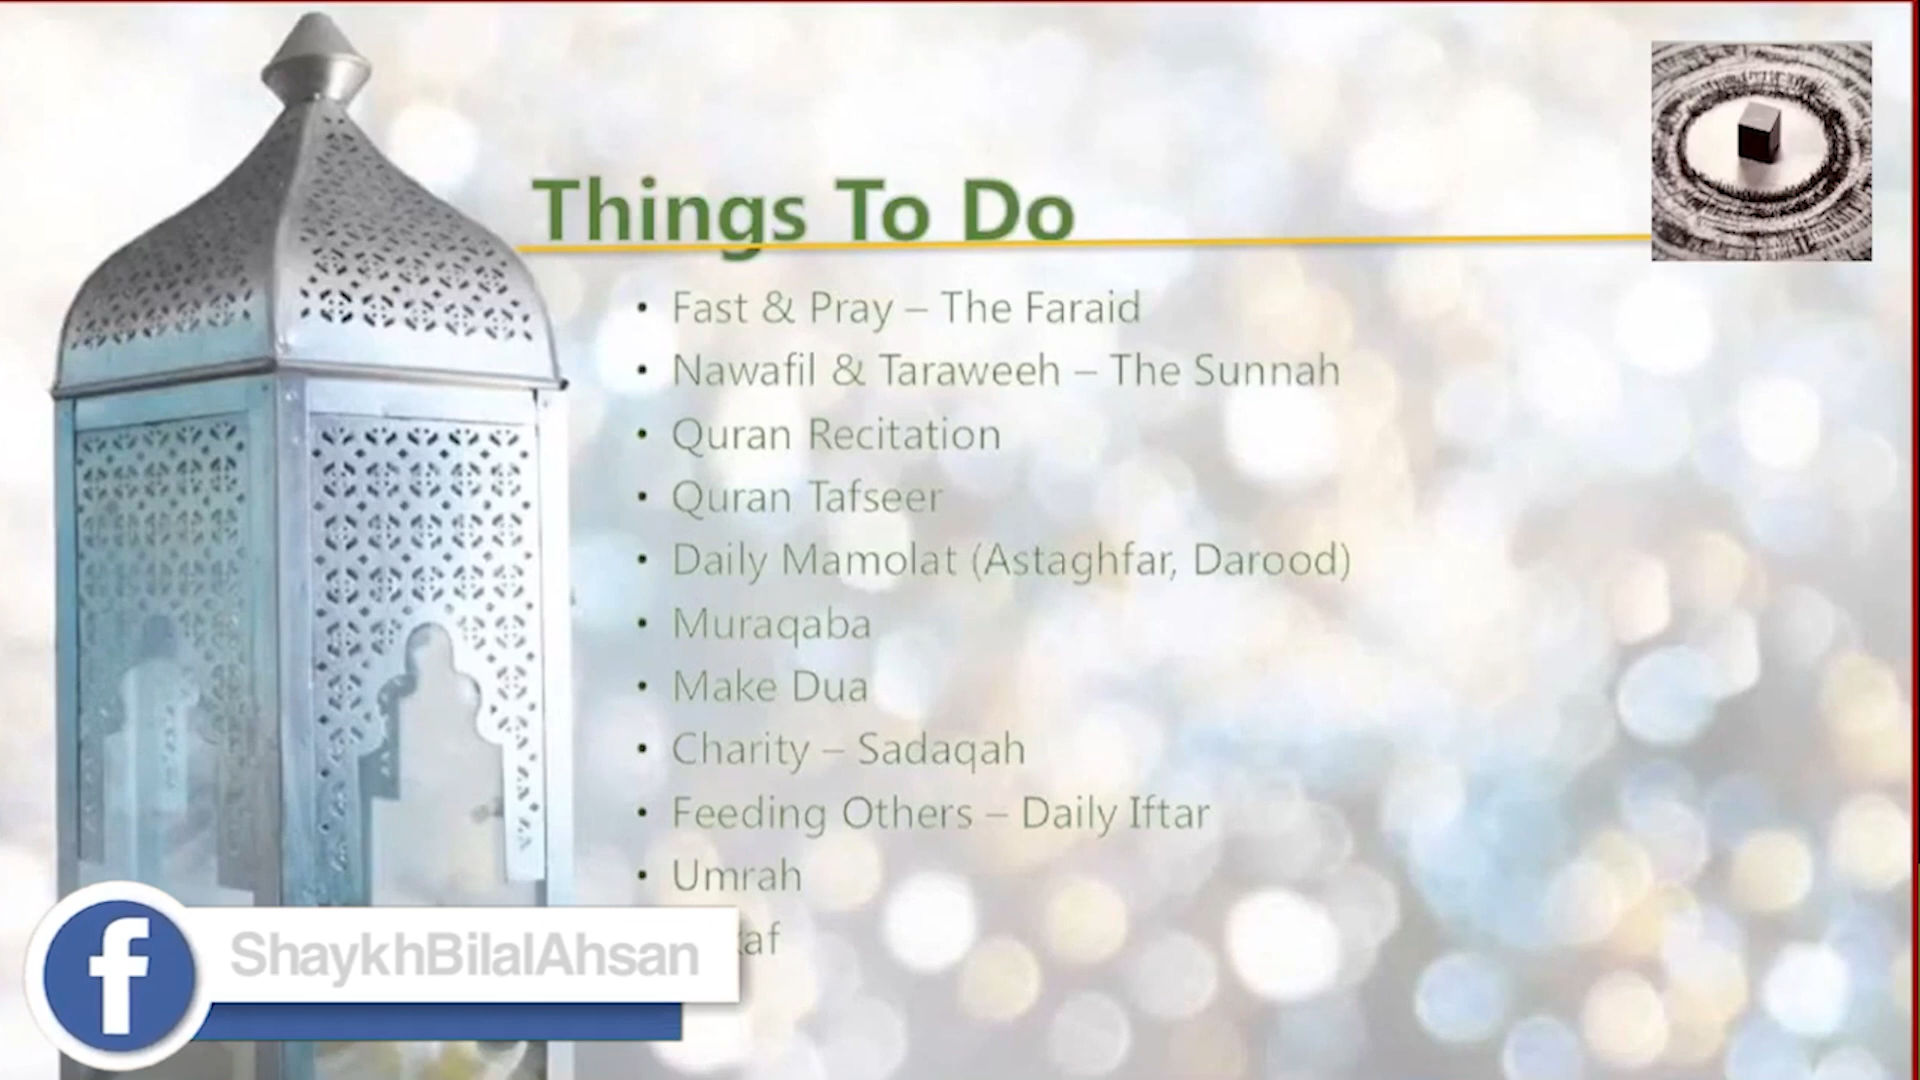 Things To Do
• Fast & Pray – The Faraid
• Nawafil & Taraweeh – The Sunnah
• Quran Recitation
• Quran Tafseer
• Daily Mamolat (Astaghfar, Darood)
• Muraqaba
• Make Dua
• Charity – Sadaqah
• Feeding Others – Daily Iftar
• Umrah
f ShaykhBilalAhsan